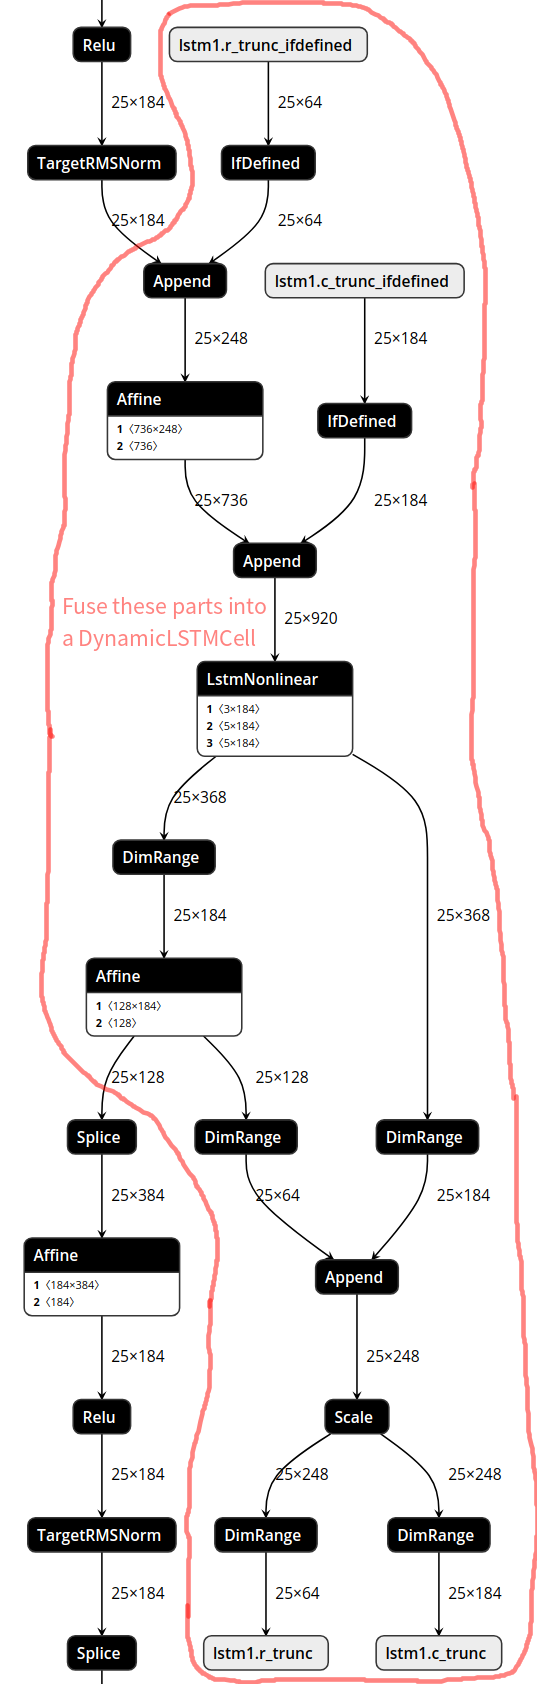 Relu
lstm1.r_trunc_ifdefined
25×184
25×64
TargetRMSNorm
IfDefined
25×184
25×64
Append
lstm1.c_trunc_ifdefined
25×248
25×184
Affine
1 〈736×248〉
2 〈736〉
IfDefined
25×736
25×184
Append
Fuse these parts into
a DynamicLSTMCell
25×920
LstmNonlinear
1 〈3×184〉
2 〈5×184〉
3 〈5×184〉
25×368
DimRange
25×184
25×368
Affine
1 〈128×184〉
2 〈128〉
25×128
25×128
Splice
DimRange
DimRange
25×384
25×64
25×184
Affine
1 〈184×384〉
2 〈184〉
Append
25×184
25×248
Relu
Scale
25×184
25×248
25×248
TargetRMSNorm
DimRange
DimRange
25×184
25×64
25×184
Splice
lstm1.r_trunc
lstm1.c_trunc